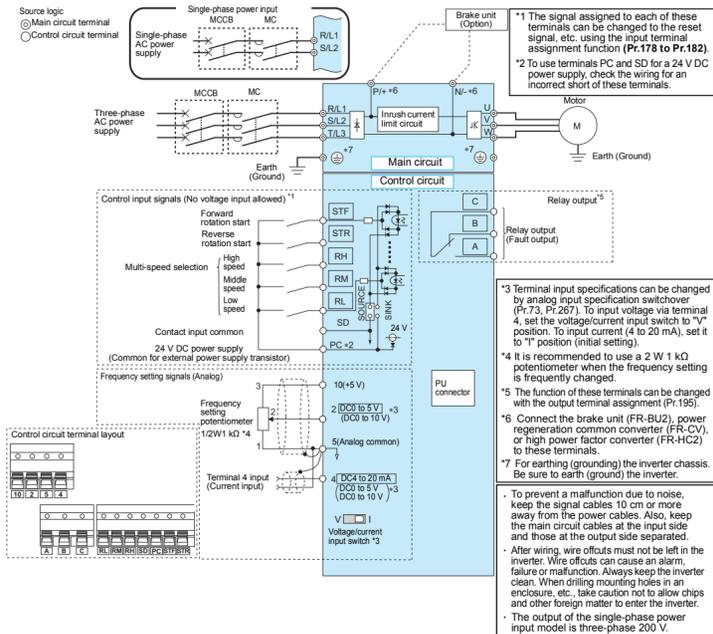 Source logic
Main circuit terminal
Control circuit terminal
Single-phase power input
MCCB
MC
Single-phase
AC power
supply
R/L1
S/L2
Brake unit
(Option)
*1 The signal assigned to each of these
terminals can be changed to the reset
signal, etc. using the input terminal
assignment function (Pr.178 to Pr.182).
*2 To use terminals PC and SD for a 24 V DC
power supply, check the wiring for an
incorrect short of these terminals.
P/+ *6
N/- *6
MCCB
MC
Three-phase
AC power
supply
R/L1
S/L2
T/L3
Inrush current
limit circuit
U
V
W
Motor
M
*7
*7
Earth
(Ground)
Earth (Ground)
Main circuit
Control circuit
Control input signals (No voltage input allowed) *1
Forward
rotation start
Reverse
rotation start
Multi-speed selection
High
speed
Middle
speed
Low
speed
Contact input common
24 V DC power supply
(Common for external power supply transistor)
STF
STR
RH
RM
RL
SD
PC *2
SOURCE
SINK
24 V
Relay output *5
C
B
A
Relay output
(Fault output)
*3 Terminal input specifications can be changed
by analog input specification switchover
(Pr.73, Pr.267). To input voltage via terminal
4, set the voltage/current input switch to "V"
position. To input current (4 to 20 mA), set it
to "I" position (initial setting).
*4 It is recommended to use a 2 W 1 kΩ
potentiometer when the frequency setting
is frequently changed.
*5 The function of these terminals can be changed
with the output terminal assignment (Pr.195).
*6 Connect the brake unit (FR-BU2), power
regeneration common converter (FR-CV),
or high power factor converter (FR-HC2)
to these terminals.
*7 For earthing (grounding) the inverter chassis.
Be sure to earth (ground) the inverter.
Frequency setting signals (Analog)
Frequency
setting
potentiometer
1/2W1 kΩ *4
3
2
1
10(+5 V)
2 DC0 to 5 V *3
(DC0 to 10 V)
5(Analog common)
Terminal 4 input
(Current input)
4 DC4 to 20 mA
DC0 to 5 V
DC0 to 10 V *3
V I
Voltage/current
input switch *3
PU
connector
Control circuit terminal layout
10 2 5 4
A B C RL RM RH SD PC STF STR
· To prevent a malfunction due to noise,
keep the signal cables 10 cm or more
away from the power cables. Also, keep
the main circuit cables at the input side
and those at the output side separated.
· After wiring, wire offcuts must not be left in the
inverter. Wire offcuts can cause an alarm,
failure or malfunction. Always keep the inverter
clean. When drilling mounting holes in an
enclosure, etc., take caution not to allow chips
and other foreign matter to enter the inverter.
· The output of the single-phase power
input model is three-phase 200 V.